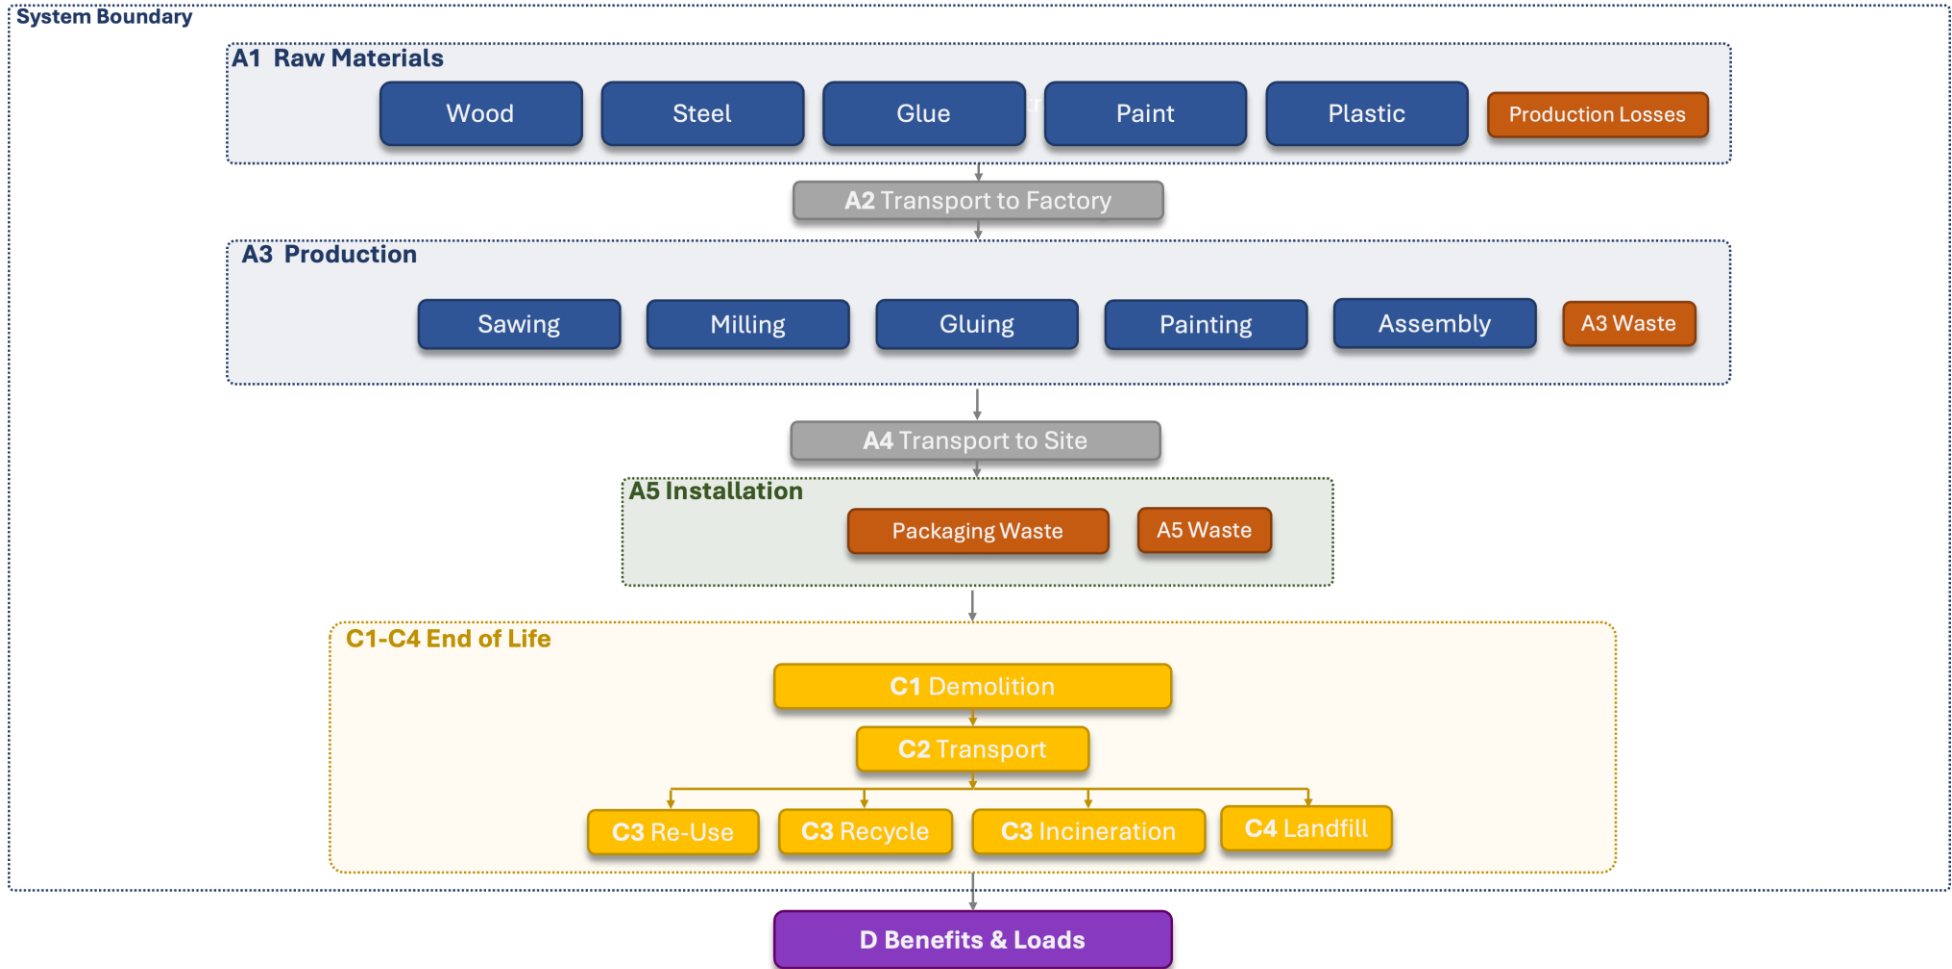 System Boundary
A1 Raw Materials
Wood
Steel
Glue
T
Paint
Plastic
Production Losses
A2 Transport to Factory
A3 Production
Sawing
Milling
Gluing
Painting
Assembly
A3 Waste
A4 Transport to Site
A5 Installation
Packaging Waste
A5 Waste
C1-C4 End of Life
C1 Demolition
C2 Transport
C3 Re-Use
C3 Recycle
C3 Incineration
C4 Landfill
D Benefits & Loads